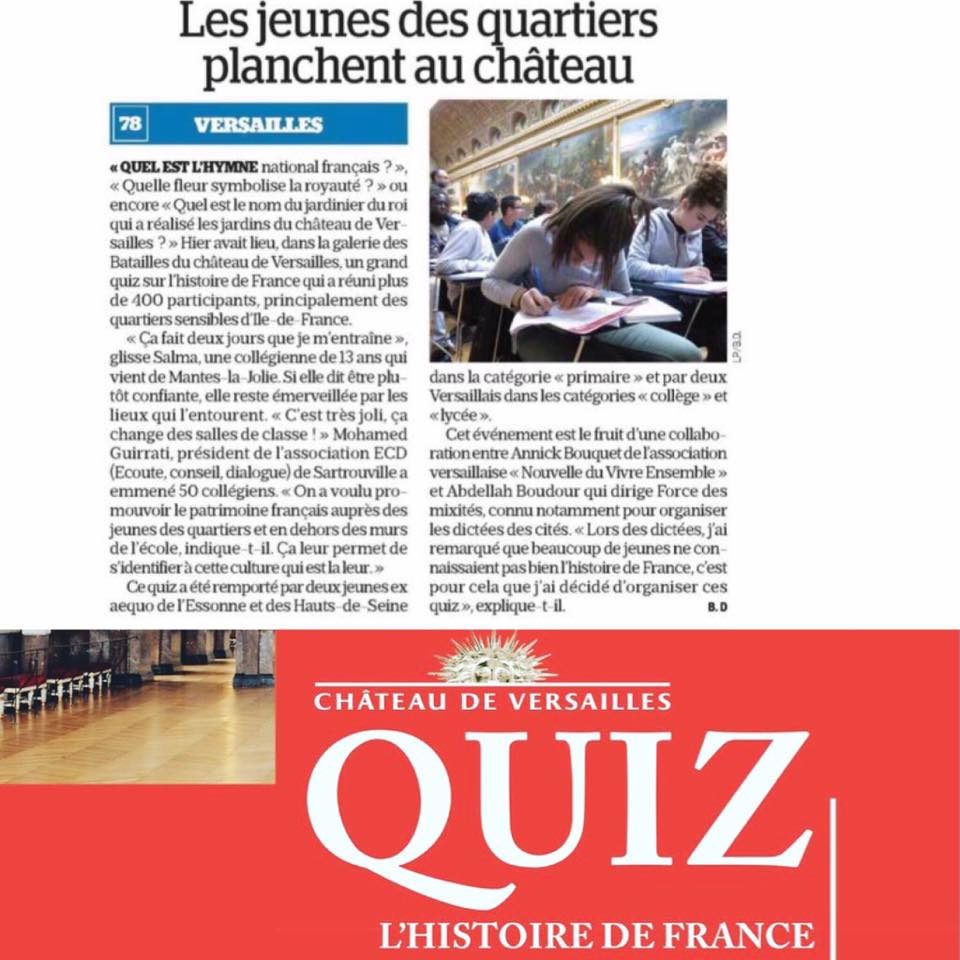 Les jeunes des quartiers
planchent au château
78 VERSAILLES
« QUEL EST L'HYMNE national français ? »,
« Quelle fleur symbolise la royauté ? » ou
encore « Quel est le nom du jardinier du roi
qui a réalisé les jardins du château de Ver-
sailles ? » Hier avait lieu, dans la galerie des
Batailles du château de Versailles, un grand
quiz sur l'histoire de France qui a réuni plus
de 400 participants, principalement des
quartiers sensibles d'Ile-de-France.
« Ça fait deux jours que je m'entraîne »,
glisse Salma, une collégienne de 13 ans qui
vient de Mantes-la-Jolie. Si elle dit être plu-
tôt confiante, elle reste émerveillée par les
lieux qui l'entourent. « C'est très joli, ça
change des salles de classe ! » Mohamed
Guirrati, président de l'association ECD
(Ecoute, conseil, dialogue) de Sartrouville a
emmené 50 collégiens. « On a voulu pro-
mouvoir le patrimoine français auprès des
jeunes des quartiers et en dehors des murs
de l'école, indique-t-il. Ça leur permet de
s'identifier à cette culture qui est la leur. »
Ce quiz a été remporté par deux jeunes ex
aequo de l'Essonne et des Hauts-de-Seine
LP/B.D.
dans la catégorie « primaire » et par deux
Versaillais dans les catégories « collège » et
« lycée ».
Cet événement est le fruit d'une collabo-
ration entre Annick Bouquet de l'association
versaillaise « Nouvelle du Vivre Ensemble »
et Abdellah Boudour qui dirige Force des
mixités, connu notamment pour organiser
les dictées des cités. « Lors des dictées, j'ai
remarqué que beaucoup de jeunes ne con-
naissaient pas bien l'histoire de France, c'est
pour cela que j'ai décidé d'organiser ces
quiz », explique-t-il. B. D
CHÂTEAU DE VERSAILLES
QUIZ
L'HISTOIRE DE FRANCE